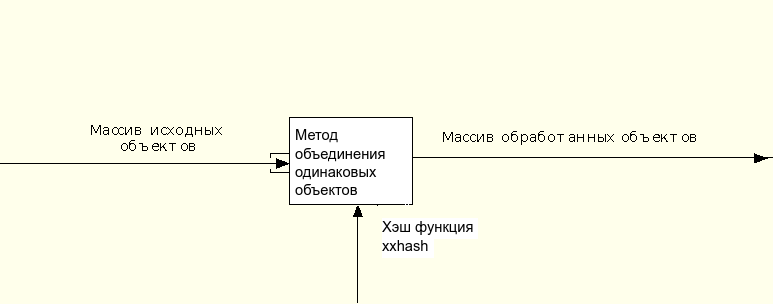 Массив исходных
объектов
Метод
объединения
одинаковых
объектов
Массив обработанных объектов
Хэш функция
xxhash